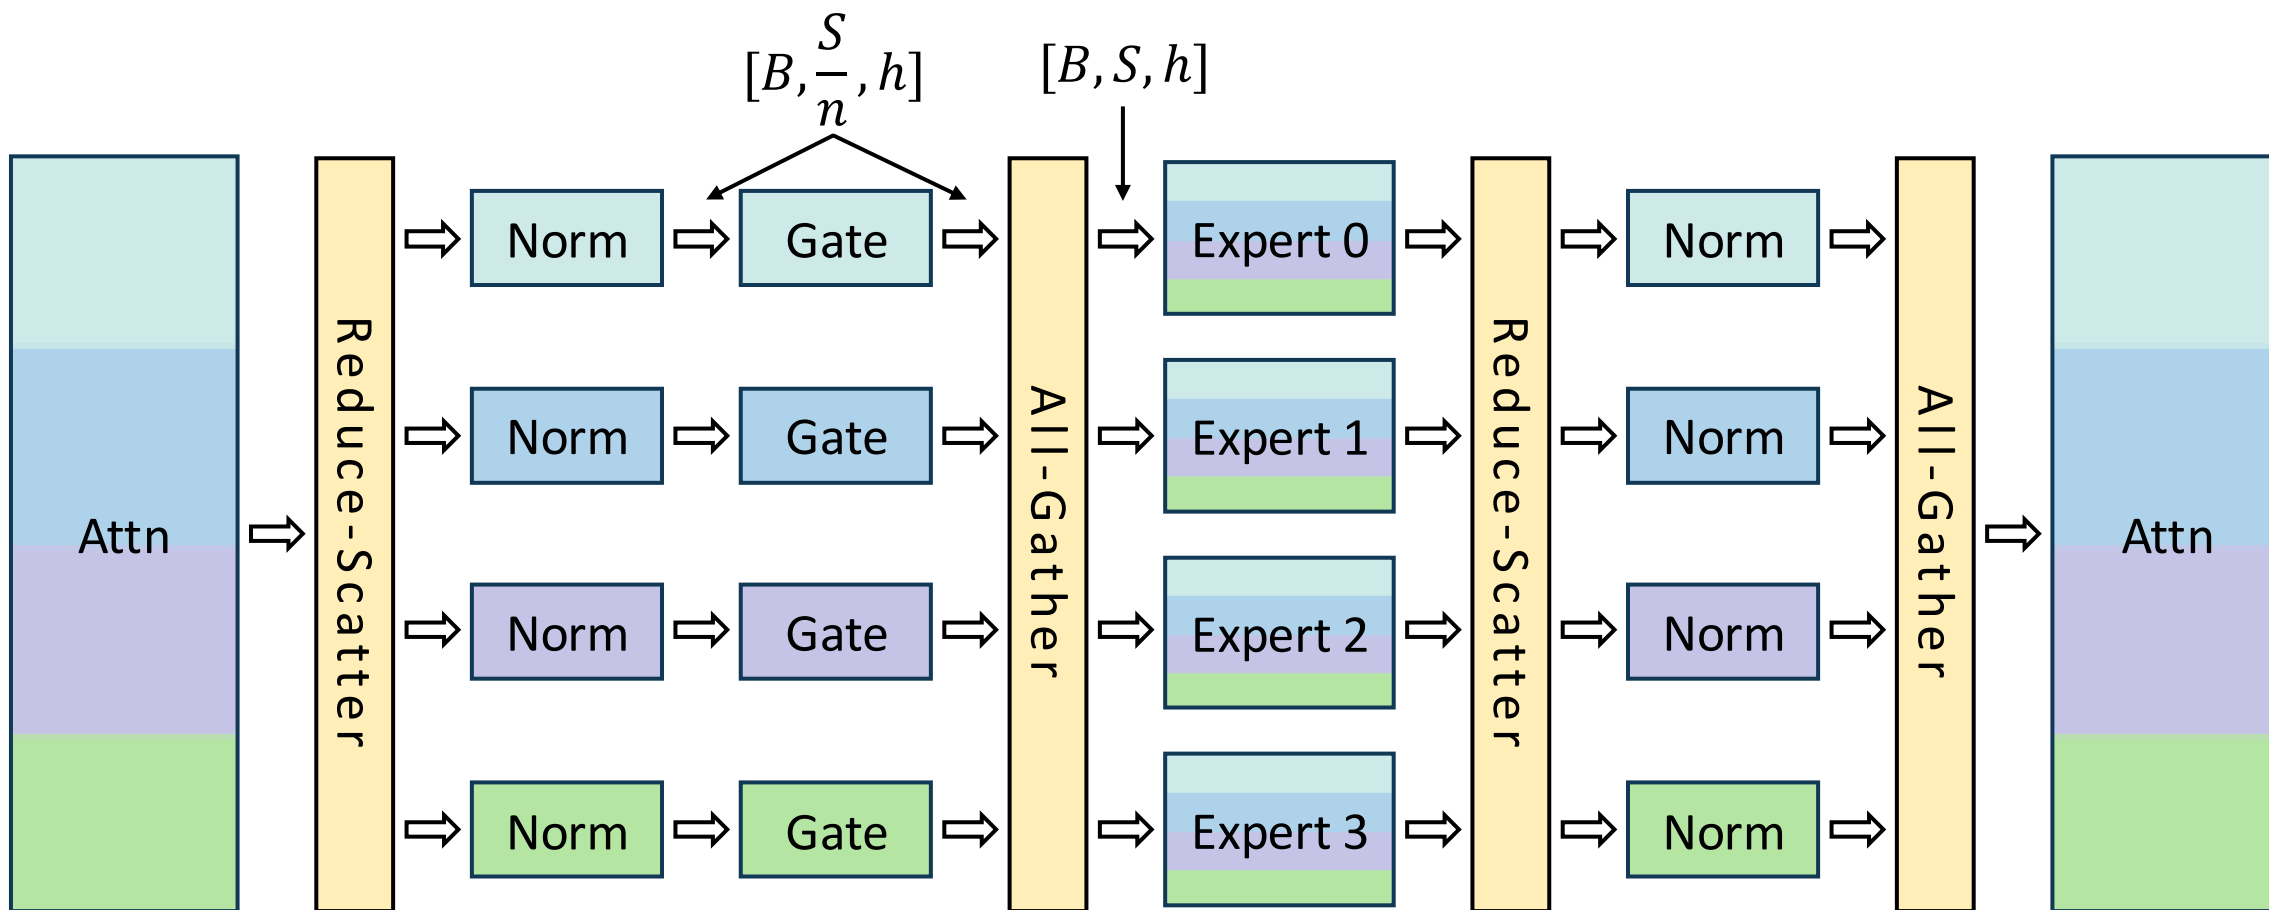 [B, S/n, h]
[B, S, h]
Attn
Reduce-Scatter
Norm
Gate
All-Gather
Expert 0
Reduce-Scatter
Norm
All-Gather
Attn
Norm
Gate
Expert 1
Norm
Norm
Gate
Expert 2
Norm
Norm
Gate
Expert 3
Norm